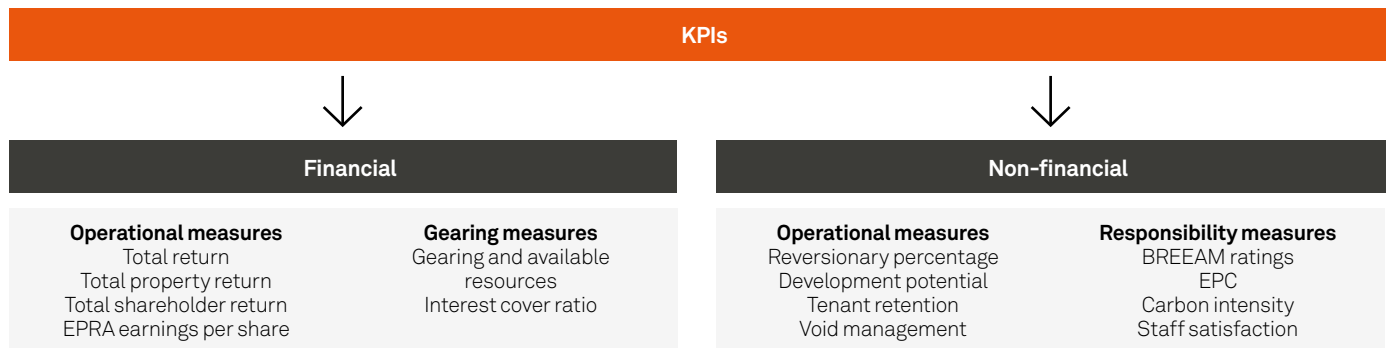 KPIs
Financial
Operational measures
Total return
Total property return
Total shareholder return
EPRA earnings per share
Gearing measures
Gearing and available
resources
Interest cover ratio
Non-financial
Operational measures
Reversionary percentage
Development potential
Tenant retention
Void management
Responsibility measures
BREEAM ratings
EPC
Carbon intensity
Staff satisfaction